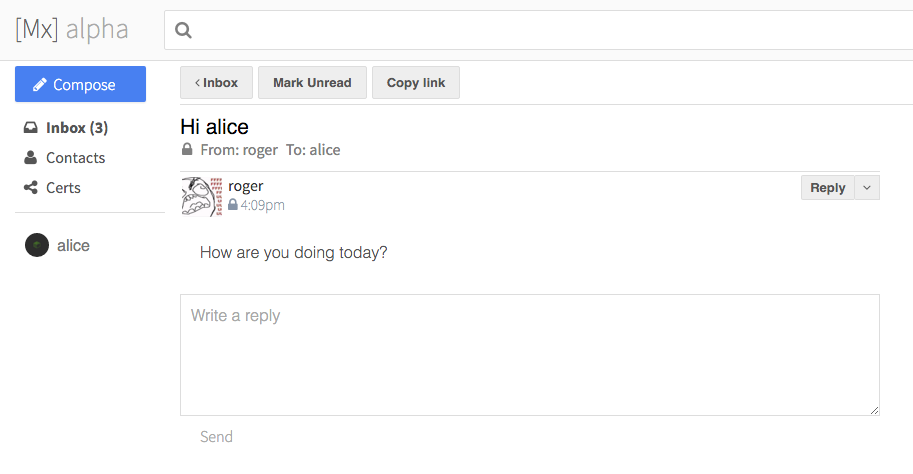 [Mx] alpha
Compose
Inbox (3)
Contacts
Certs
alice
‹ Inbox
Mark Unread
Copy link
Hi alice
From: roger To: alice
roger
Reply
4:09pm
How are you doing today?
Write a reply
Send